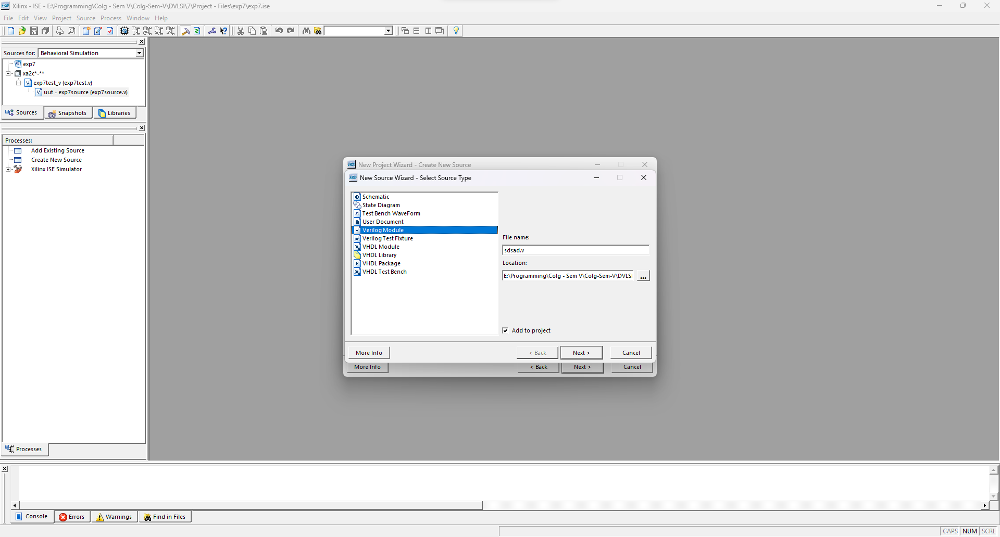 Xilinx - ISE - E:\Programming\Colg - Sem V\Colg-Sem-V\DVLSI\7\Project - Files\exp7\exp7.ise
File Edit View Project Source Process Window Help
Sources for: Behavioral Simulation
exp7
xa2c*-**
exp7test_v (exp7test.v)
uut - exp7source (exp7source.v)
Sources Snapshots Libraries
Processes:
Add Existing Source
Create New Source
Xilinx ISE Simulator
Processes
New Project Wizard - Create New Source
New Source Wizard - Select Source Type
Schematic
State Diagram
Test Bench WaveForm
User Document
Verilog Module
Verilog Test Fixture
VHDL Module
VHDL Library
VHDL Package
VHDL Test Bench
File name:
sdsad.v
Location:
E:\Programming\Colg - Sem V\Colg-Sem-V\DVLSI
...
Add to project
More Info < Back Next > Cancel
More Info < Back Next > Cancel
Console Errors Warnings Find in Files
CAPS NUM SCRL